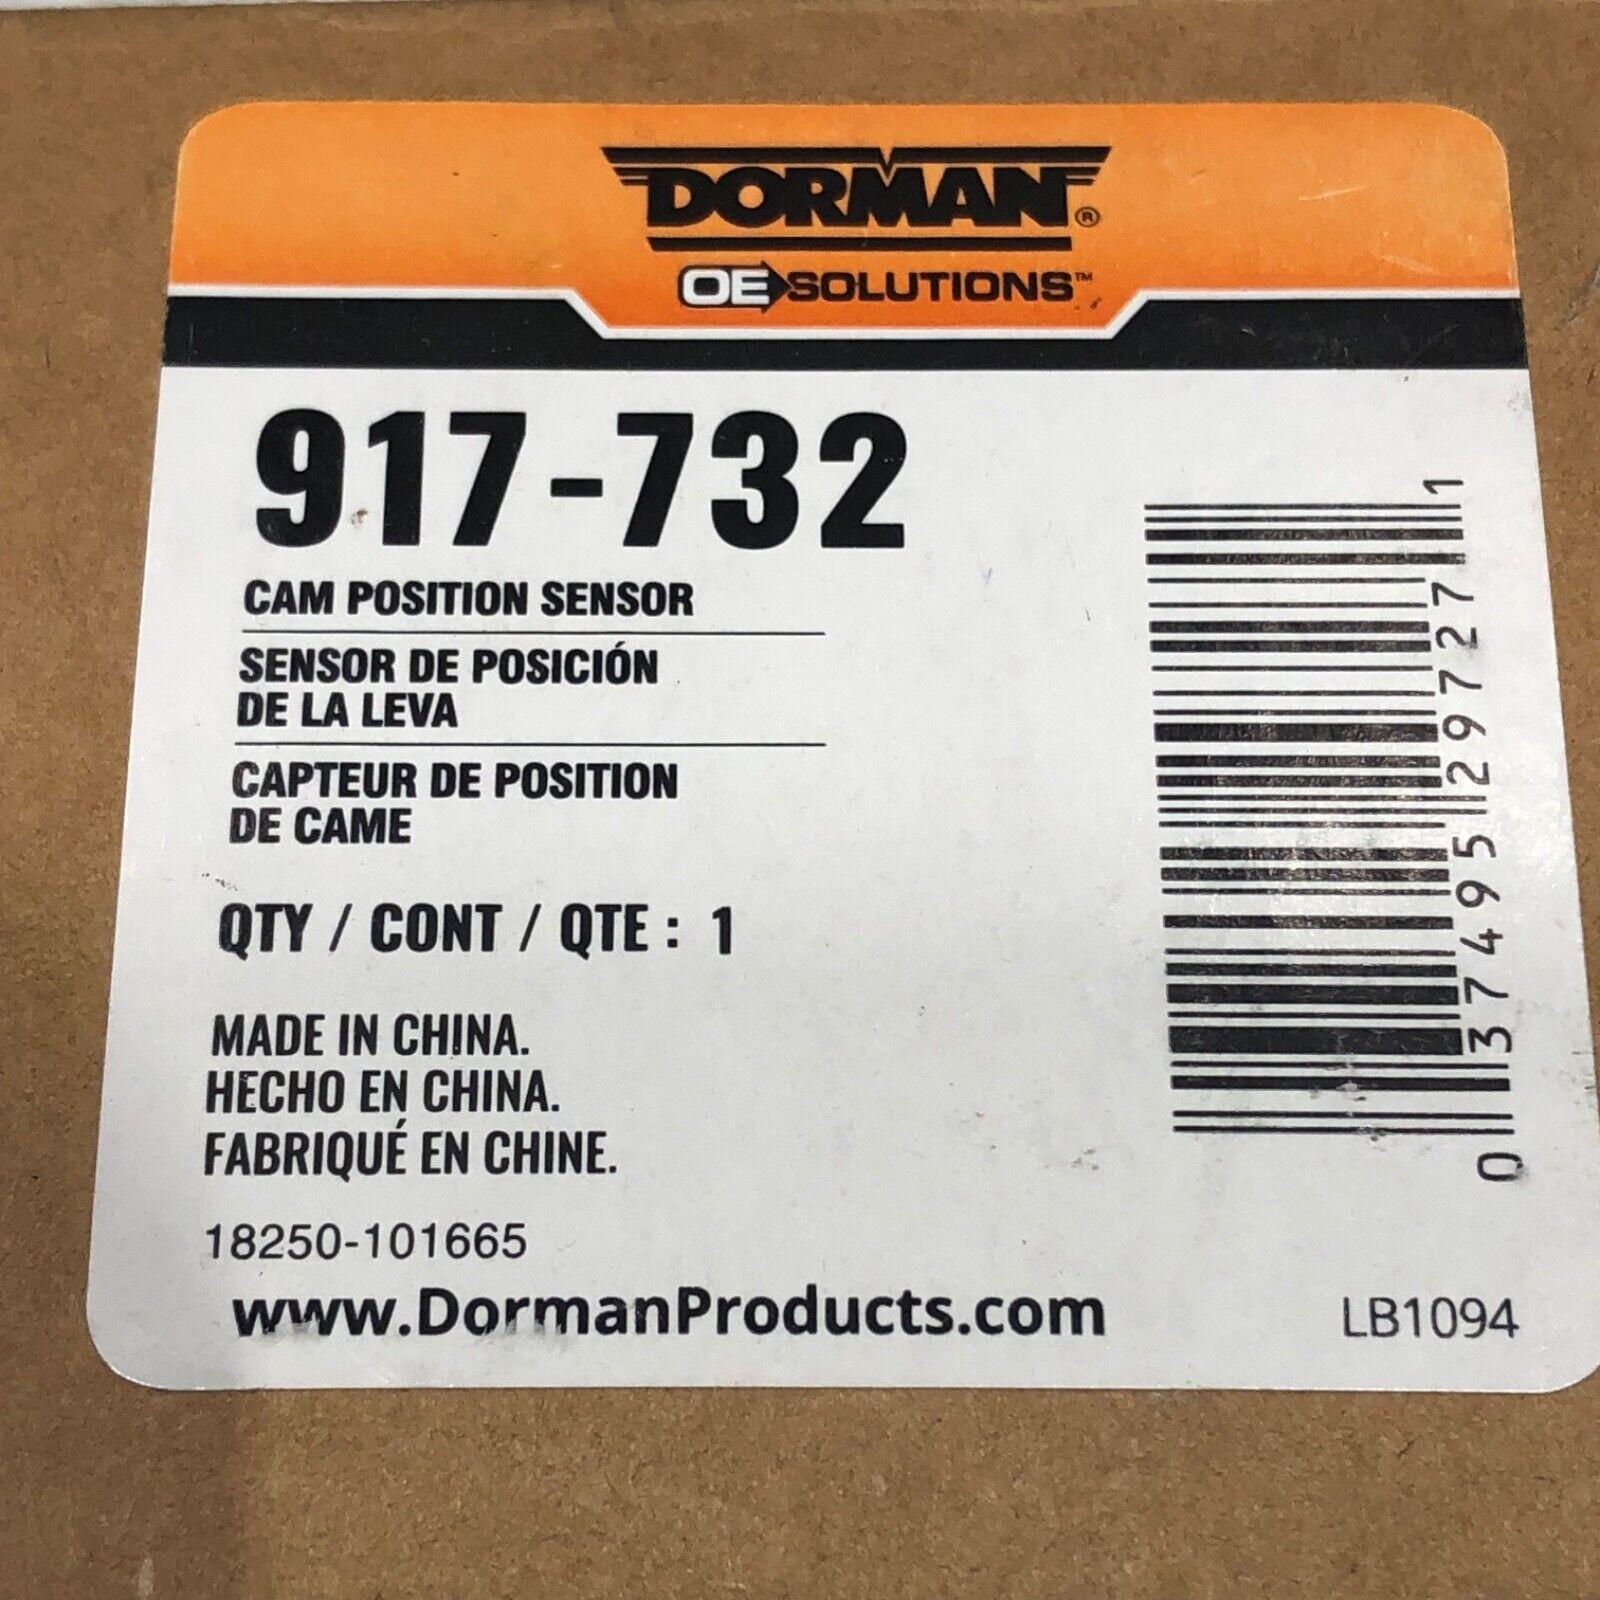 DORMAN®
OE SOLUTIONS™
917-732
CAM POSITION SENSOR
SENSOR DE POSICIÓN
DE LA LEVA
CAPTEUR DE POSITION
DE CAME
QTY / CONT / QTE : 1
MADE IN CHINA.
HECHO EN CHINA.
FABRIQUÉ EN CHINE.
18250-101665
www.DormanProducts.com
LB1094
0 37495 29727 1